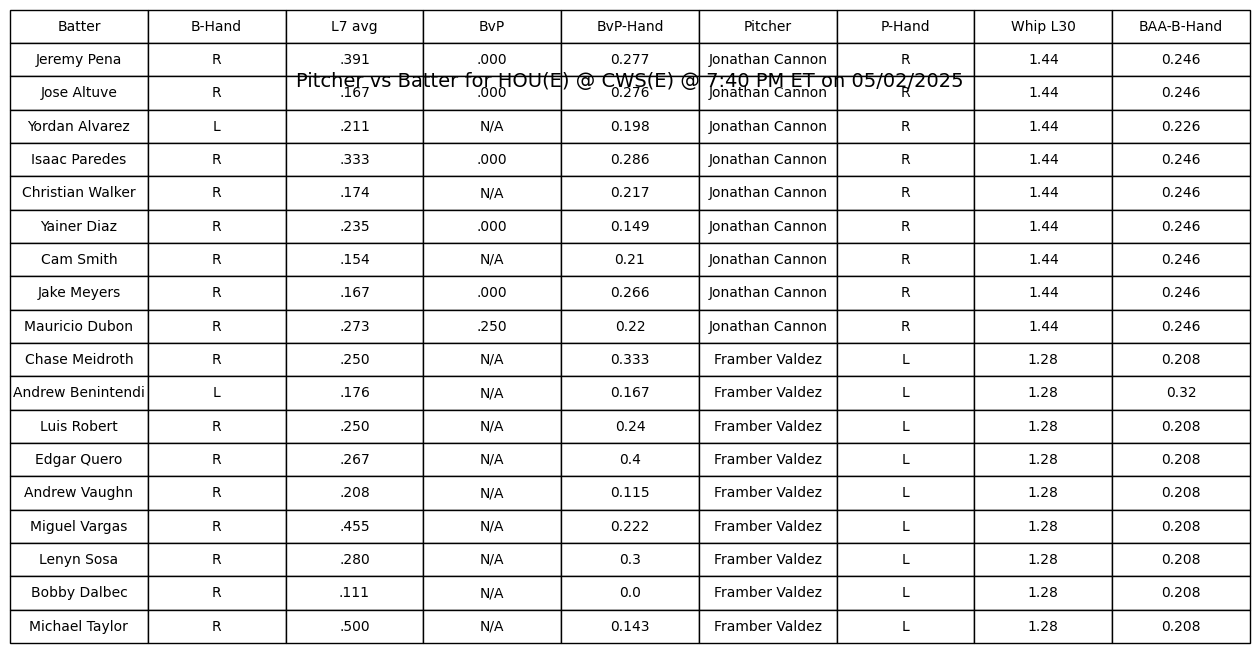 Batter B-Hand L7 avg BvP BvP-Hand Pitcher P-Hand Whip L30 BAA-B-Hand
Jeremy Pena R .391 .000 0.277 Jonathan Cannon R 1.44 0.246
Pitcher vs Batter for HOU(E) @ CWS(E) @ 7:40 PM ET on 05/02/2025
Jose Altuve R .167 .000 0.276 Jonathan Cannon R 1.44 0.246
Yordan Alvarez L .211 N/A 0.198 Jonathan Cannon R 1.44 0.226
Isaac Paredes R .333 .000 0.286 Jonathan Cannon R 1.44 0.246
Christian Walker R .174 N/A 0.217 Jonathan Cannon R 1.44 0.246
Yainer Diaz R .235 .000 0.149 Jonathan Cannon R 1.44 0.246
Cam Smith R .154 N/A 0.21 Jonathan Cannon R 1.44 0.246
Jake Meyers R .167 .000 0.266 Jonathan Cannon R 1.44 0.246
Mauricio Dubon R .273 .250 0.22 Jonathan Cannon R 1.44 0.246
Chase Meidroth R .250 N/A 0.333 Framber Valdez L 1.28 0.208
Andrew Benintendi L .176 N/A 0.167 Framber Valdez L 1.28 0.32
Luis Robert R .250 N/A 0.24 Framber Valdez L 1.28 0.208
Edgar Quero R .267 N/A 0.4 Framber Valdez L 1.28 0.208
Andrew Vaughn R .208 N/A 0.115 Framber Valdez L 1.28 0.208
Miguel Vargas R .455 N/A 0.222 Framber Valdez L 1.28 0.208
Lenyn Sosa R .280 N/A 0.3 Framber Valdez L 1.28 0.208
Bobby Dalbec R .111 N/A 0.0 Framber Valdez L 1.28 0.208
Michael Taylor R .500 N/A 0.143 Framber Valdez L 1.28 0.208